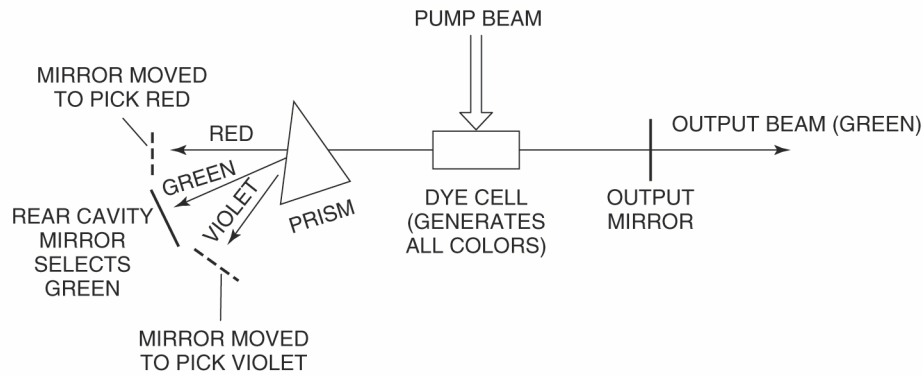 PUMP BEAM
MIRROR MOVED
TO PICK RED
RED
GREEN
VIOLET
PRISM
REAR CAVITY
MIRROR
SELECTS
GREEN
MIRROR MOVED
TO PICK VIOLET
DYE CELL
(GENERATES
ALL COLORS)
OUTPUT
MIRROR
OUTPUT BEAM (GREEN)